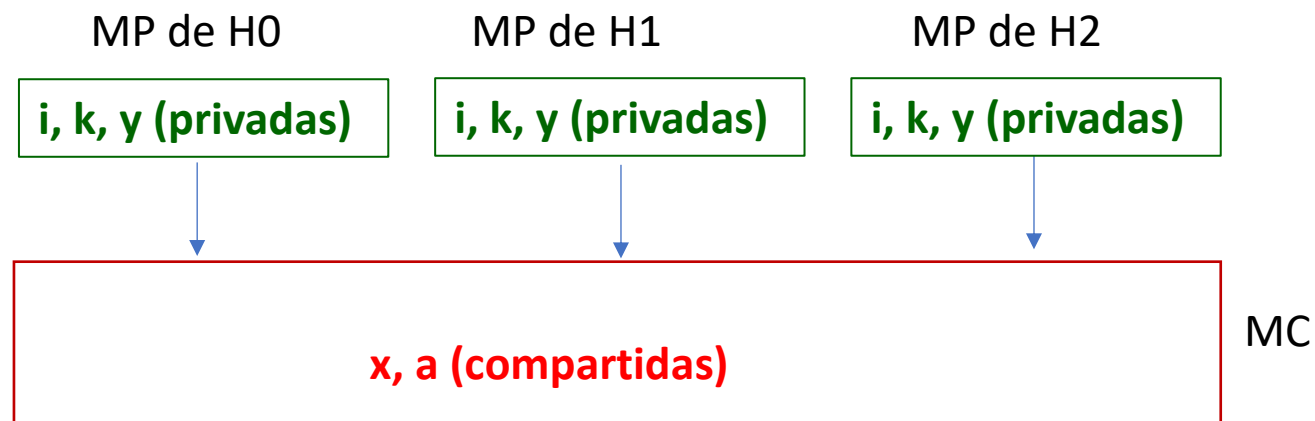 MP de H0
MP de H1
MP de H2
i, k, y (privadas)
i, k, y (privadas)
i, k, y (privadas)
x, a (compartidas)
MC